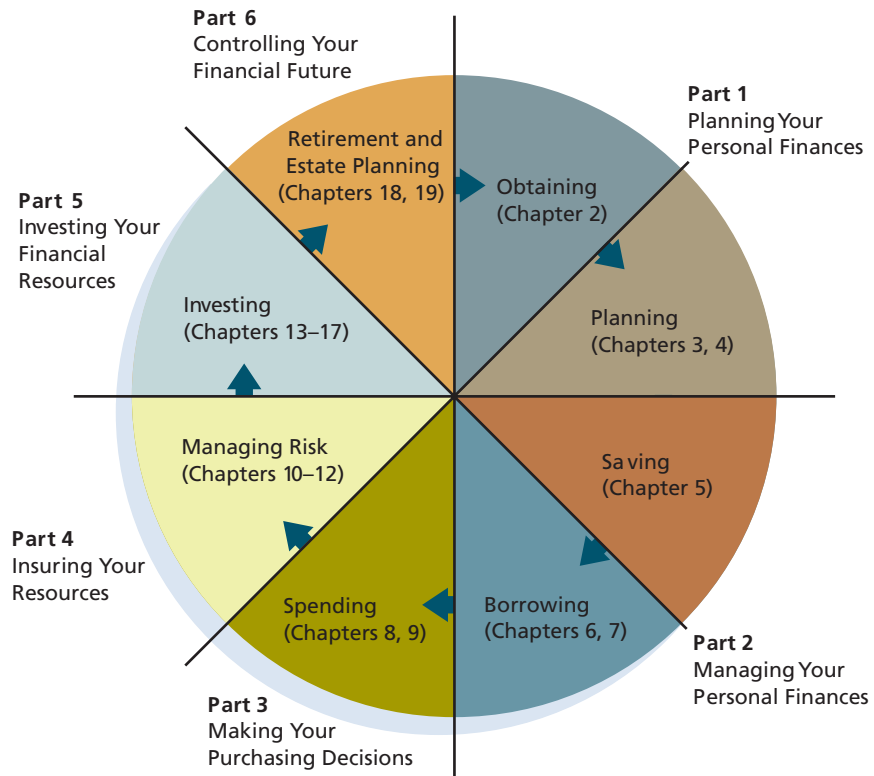 Part 6
Controlling Your
Financial Future
Part 1
Planning Your
Personal Finances
Retirement and
Estate Planning
(Chapters 18, 19)
Obtaining
(Chapter 2)
Part 5
Investing Your
Financial
Resources
Investing
(Chapters 13–17)
Planning
(Chapters 3, 4)
Managing Risk
(Chapters 10–12)
Saving
(Chapter 5)
Part 4
Insuring Your
Resources
Spending
(Chapters 8, 9)
Borrowing
(Chapters 6, 7)
Part 2
Managing Your
Personal Finances
Part 3
Making Your
Purchasing Decisions